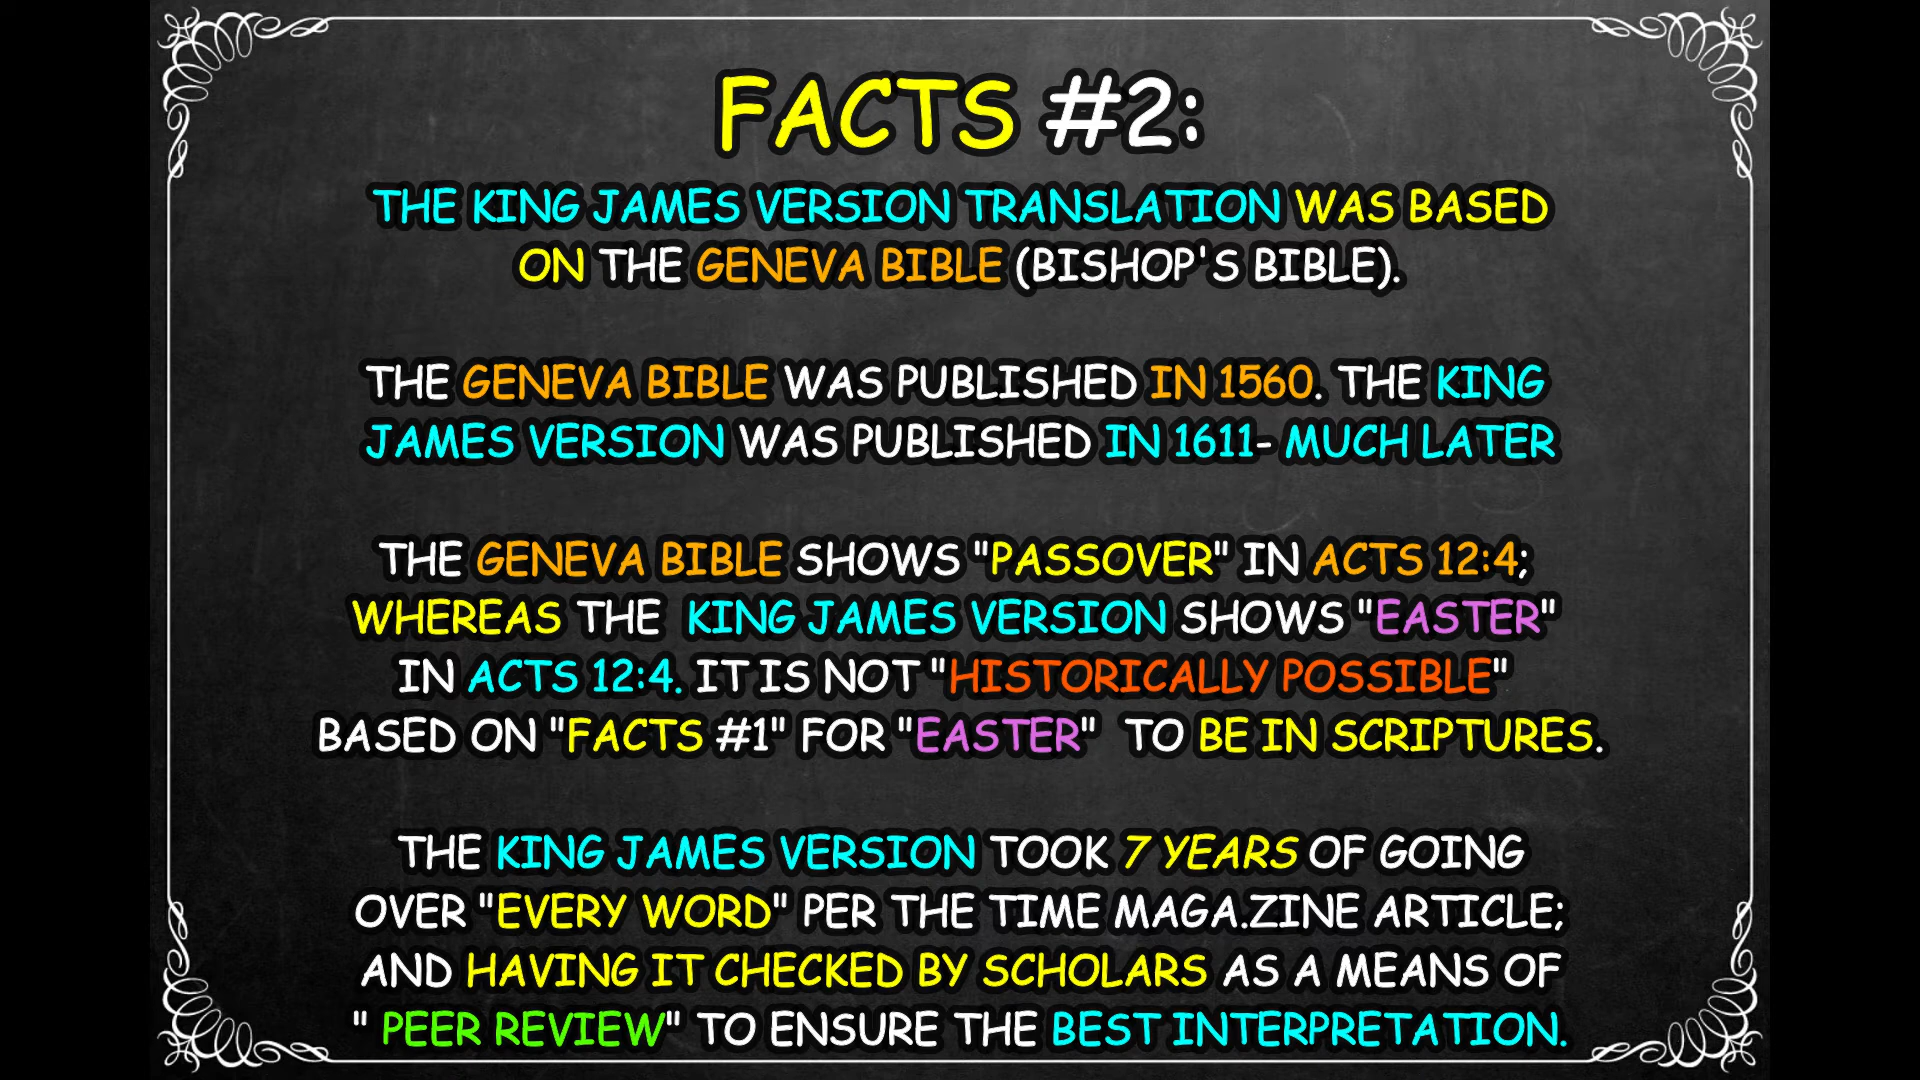 FACTS #2:
THE KING JAMES VERSION TRANSLATION WAS BASED
ON THE GENEVA BIBLE (BISHOP'S BIBLE).
THE GENEVA BIBLE WAS PUBLISHED IN 1560. THE KING
JAMES VERSION WAS PUBLISHED IN 1611- MUCH LATER
THE GENEVA BIBLE SHOWS "PASSOVER" IN ACTS 12:4;
WHEREAS THE KING JAMES VERSION SHOWS "EASTER"
IN ACTS 12:4. IT IS NOT "HISTORICALLY POSSIBLE"
BASED ON "FACTS #1" FOR "EASTER" TO BE IN SCRIPTURES.
THE KING JAMES VERSION TOOK 7 YEARS OF GOING
OVER "EVERY WORD" PER THE TIME MAGA.ZINE ARTICLE;
AND HAVING IT CHECKED BY SCHOLARS AS A MEANS OF
" PEER REVIEW" TO ENSURE THE BEST INTERPRETATION.